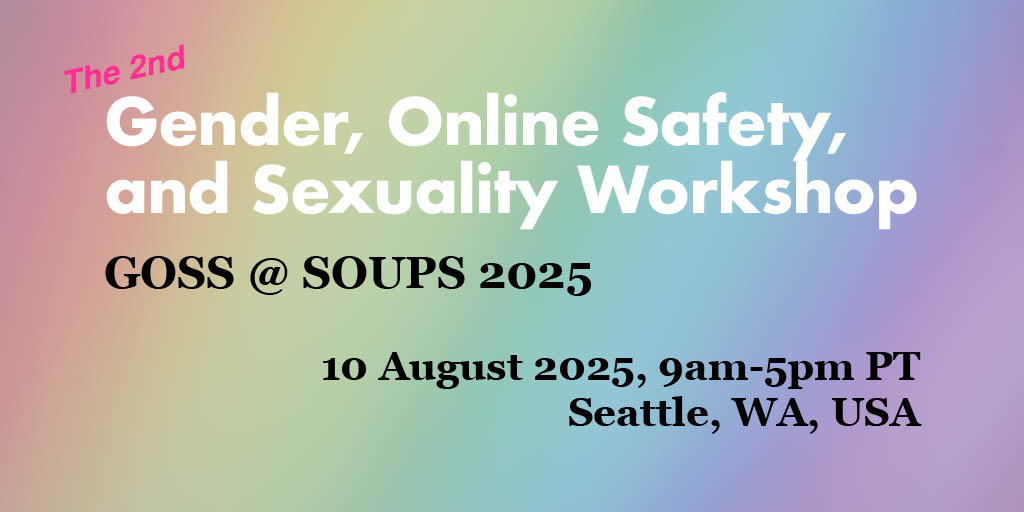 The 2nd
Gender, Online Safety,
and Sexuality Workshop
GOSS @ SOUPS 2025
10 August 2025, 9am-5pm PT
Seattle, WA, USA